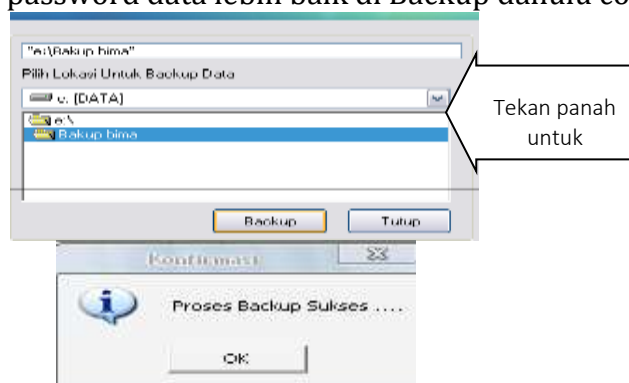 password data lebih baik di Backup dahulu co
"e:\Bakup bima"
Pilih Lokasi Untuk Backup Data
e: [DATA]
e:\
Bakup bima
Tekan panah
untuk
Backup Tutup
Konfirmasi
Proses Backup Sukses ....
OK